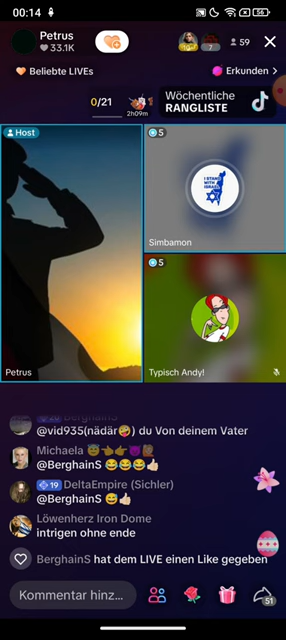 00:14
56
Petrus
33.1K
59
Beliebte LIVEs
Erkunden >
0/21
2h09m
Wöchentliche
RANGLISTE
Host
Petrus
5
I STAND
WITH
ISRAEL
Simbamon
5
Typisch Andy!
BerghainS
@vid935(nädär🤪) du Von deinem Vater
Michaela
@BerghainS 😂😂😂👍🏼
19 DeltaEmpire (Sichler)
@BerghainS 😅👍🏼
Löwenherz Iron Dome
intrigen ohne ende
BerghainS hat dem LIVE einen Like gegeben
Kommentar hinz...
51